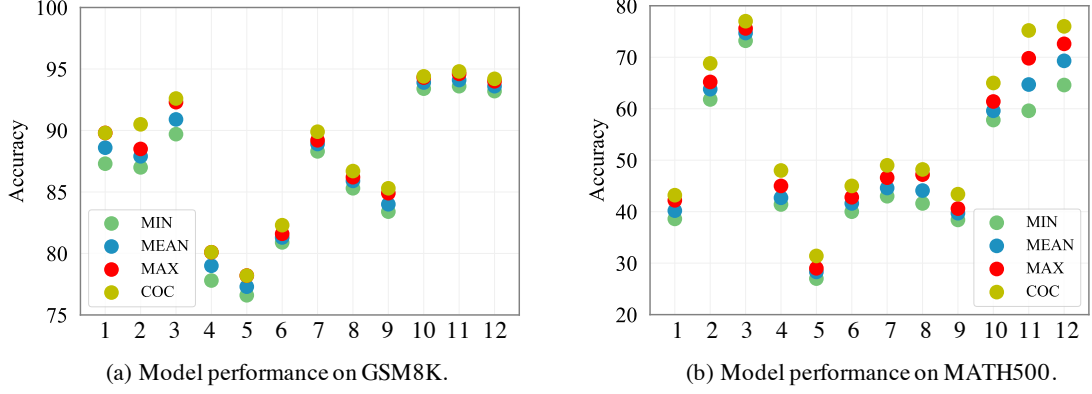 100
95
90
85
80
75
Accuracy
MIN
MEAN
MAX
COC
1 2 3 4 5 6 7 8 9 10 11 12
(a) Model performance on GSM8K.
80
70
60
50
40
30
20
Accuracy
MIN
MEAN
MAX
COC
1 2 3 4 5 6 7 8 9 10 11 12
(b) Model performance on MATH500.